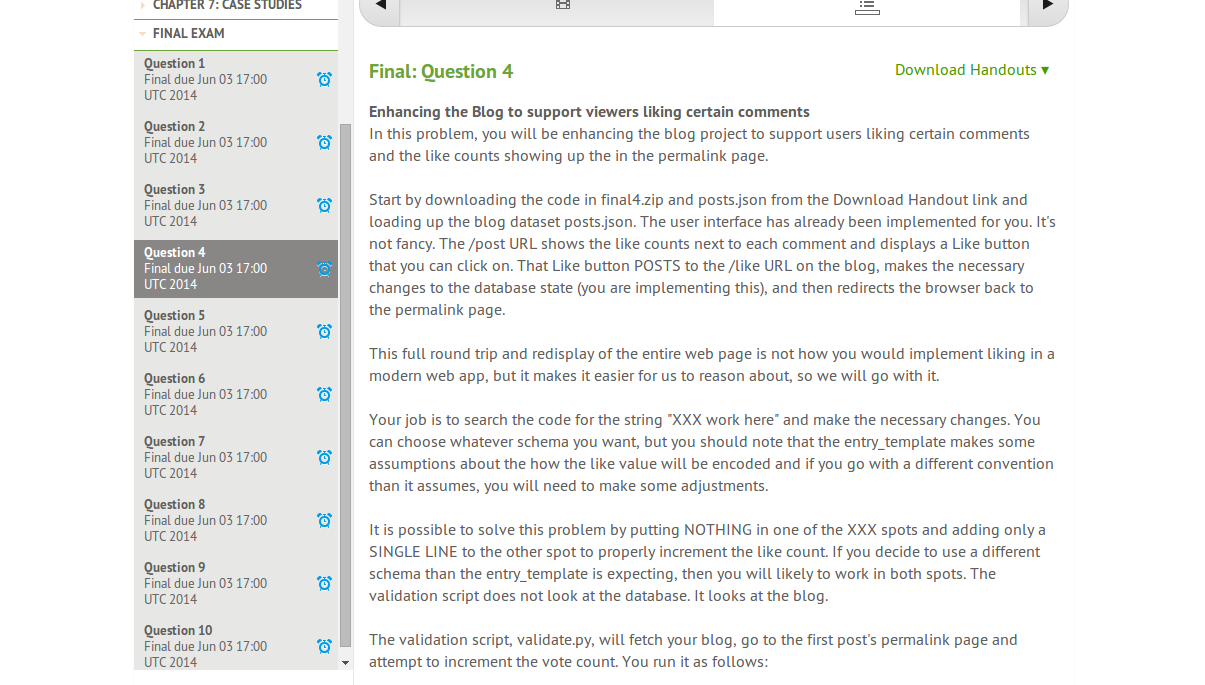 CHAPTER 7: CASE STUDIES
FINAL EXAM
Question 1
Final due Jun 03 17:00
UTC 2014
Question 2
Final due Jun 03 17:00
UTC 2014
Question 3
Final due Jun 03 17:00
UTC 2014
Question 4
Final due Jun 03 17:00
UTC 2014
Question 5
Final due Jun 03 17:00
UTC 2014
Question 6
Final due Jun 03 17:00
UTC 2014
Question 7
Final due Jun 03 17:00
UTC 2014
Question 8
Final due Jun 03 17:00
UTC 2014
Question 9
Final due Jun 03 17:00
UTC 2014
Question 10
Final due Jun 03 17:00
UTC 2014
Final: Question 4
Download Handouts ▾
Enhancing the Blog to support viewers liking certain comments
In this problem, you will be enhancing the blog project to support users liking certain comments
and the like counts showing up the in the permalink page.
Start by downloading the code in final4.zip and posts.json from the Download Handout link and
loading up the blog dataset posts.json. The user interface has already been implemented for you. It's
not fancy. The /post URL shows the like counts next to each comment and displays a Like button
that you can click on. That Like button POSTS to the /like URL on the blog, makes the necessary
changes to the database state (you are implementing this), and then redirects the browser back to
the permalink page.
This full round trip and redisplay of the entire web page is not how you would implement liking in a
modern web app, but it makes it easier for us to reason about, so we will go with it.
Your job is to search the code for the string "XXX work here" and make the necessary changes. You
can choose whatever schema you want, but you should note that the entry_template makes some
assumptions about the how the like value will be encoded and if you go with a different convention
than it assumes, you will need to make some adjustments.
It is possible to solve this problem by putting NOTHING in one of the XXX spots and adding only a
SINGLE LINE to the other spot to properly increment the like count. If you decide to use a different
schema than the entry_template is expecting, then you will likely to work in both spots. The
validation script does not look at the database. It looks at the blog.
The validation script, validate.py, will fetch your blog, go to the first post's permalink page and
attempt to increment the vote count. You run it as follows: